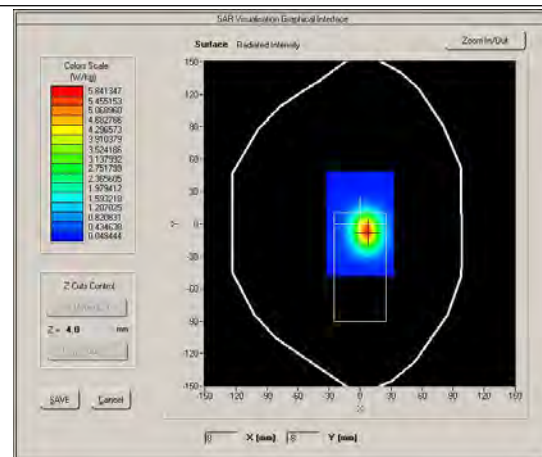 SAR Visualisation Graphical Interface
Surface Radiated Intensity
Zoom In/Out
Colors Scale
(W/kg)
5.841347
5.455153
5.068960
4.682766
4.296573
3.910379
3.524186
3.137992
2.751799
2.365605
1.979412
1.593218
1.207025
0.820831
0.434638
0.048444
150
120
90
60
30
0
-30
-60
-90
-120
-150
Y
-150 -120 -90 -60 -30 0 30 60 90 120 150
X
Z Cuts Control
Z = 4.0 mm
SAVE Cancel
X (mm) Y (mm)